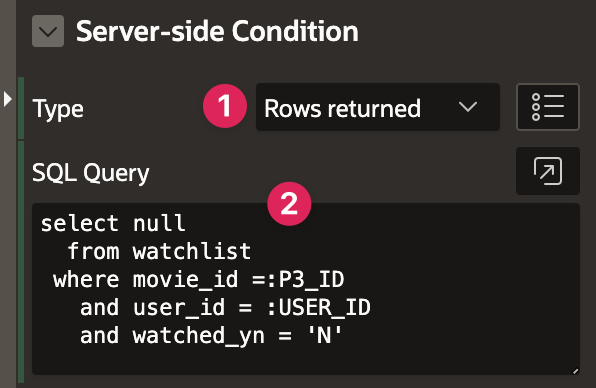 Server-side Condition
Type 1 Rows returned
SQL Query
2
select null
  from watchlist
 where movie_id =:P3_ID
   and user_id = :USER_ID
   and watched_yn = 'N'